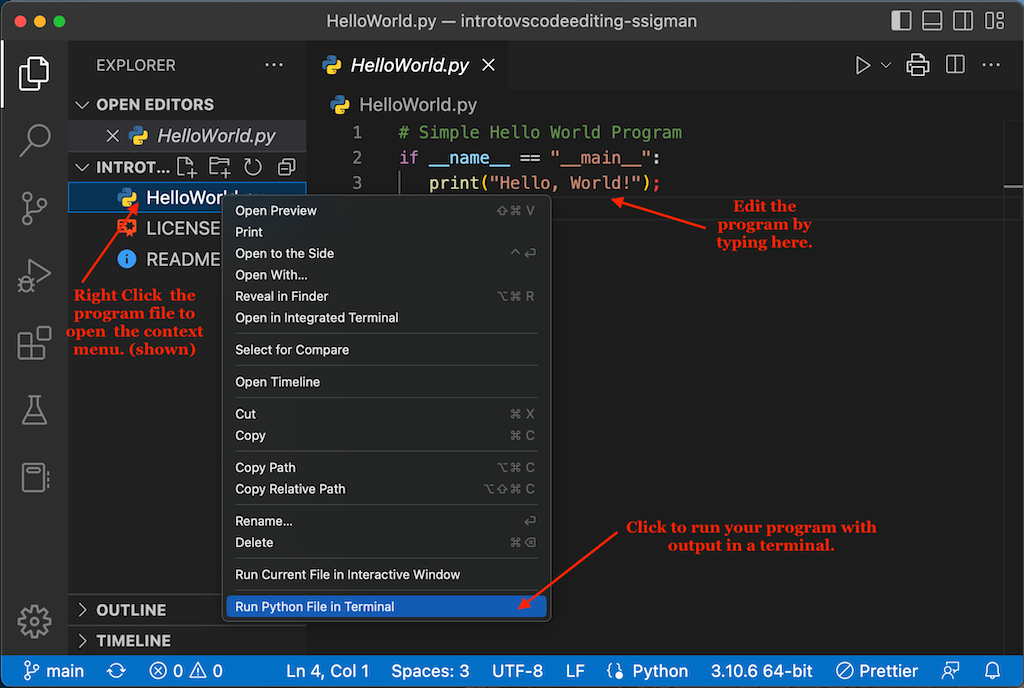 HelloWorld.py — introtovscodeediting-ssigman
EXPLORER ...
HelloWorld.py
OPEN EDITORS
HelloWorld.py
INTROT...
HelloWorld.py
LICENSE
README
HelloWorld.py
1 # Simple Hello World Program
2 if __name__ == "__main__":
3 print("Hello, World!");
Edit the
program by
typing here.
Right Click the
program file to
open the context
menu. (shown)
Open Preview ⇧⌘ V
Print
Open to the Side ^ ⏎
Open With...
Reveal in Finder ⌥⌘ R
Open in Integrated Terminal
Select for Compare
Open Timeline
Cut ⌘ X
Copy ⌘ C
Copy Path ⌥⌘ C
Copy Relative Path ⌥⇧⌘ C
Rename... ⏎
Delete ⌘⌫
Run Current File in Interactive Window
Run Python File in Terminal
Click to run your program with
output in a terminal.
OUTLINE
TIMELINE
main 0 0 Ln 4, Col 1 Spaces: 3 UTF-8 LF Python 3.10.6 64-bit Prettier